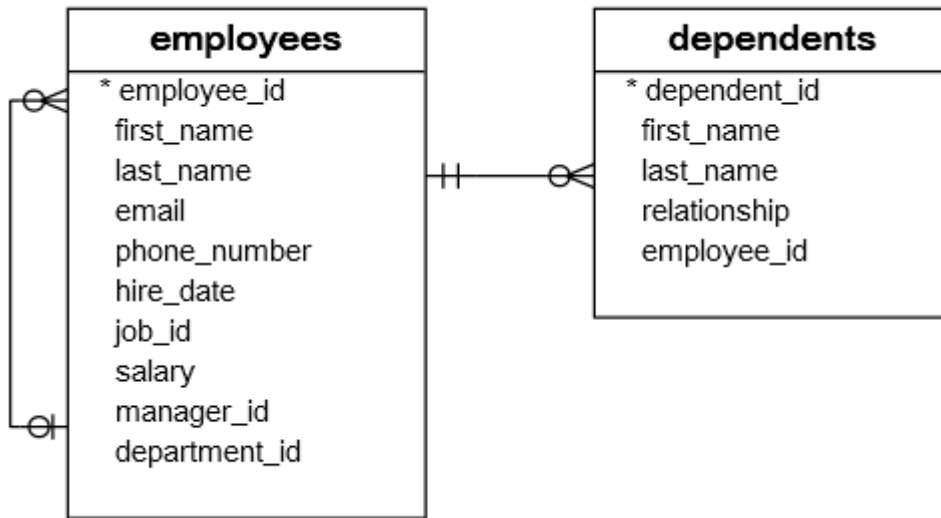 employees
* employee_id
first_name
last_name
email
phone_number
hire_date
job_id
salary
manager_id
department_id
dependents
* dependent_id
first_name
last_name
relationship
employee_id